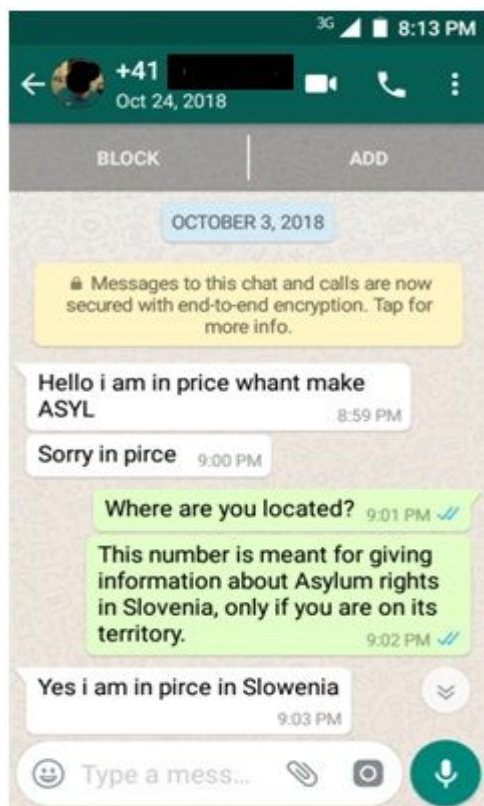 3G 8:13 PM
+41
Oct 24, 2018
BLOCK ADD
OCTOBER 3, 2018
Messages to this chat and calls are now
secured with end-to-end encryption. Tap for
more info.
Hello i am in price whant make
ASYL
8:59 PM
Sorry in pirce 9:00 PM
Where are you located? 9:01 PM
This number is meant for giving
information about Asylum rights
in Slovenia, only if you are on its
territory. 9:02 PM
Yes i am in pirce in Slowenia
9:03 PM
Type a mess...